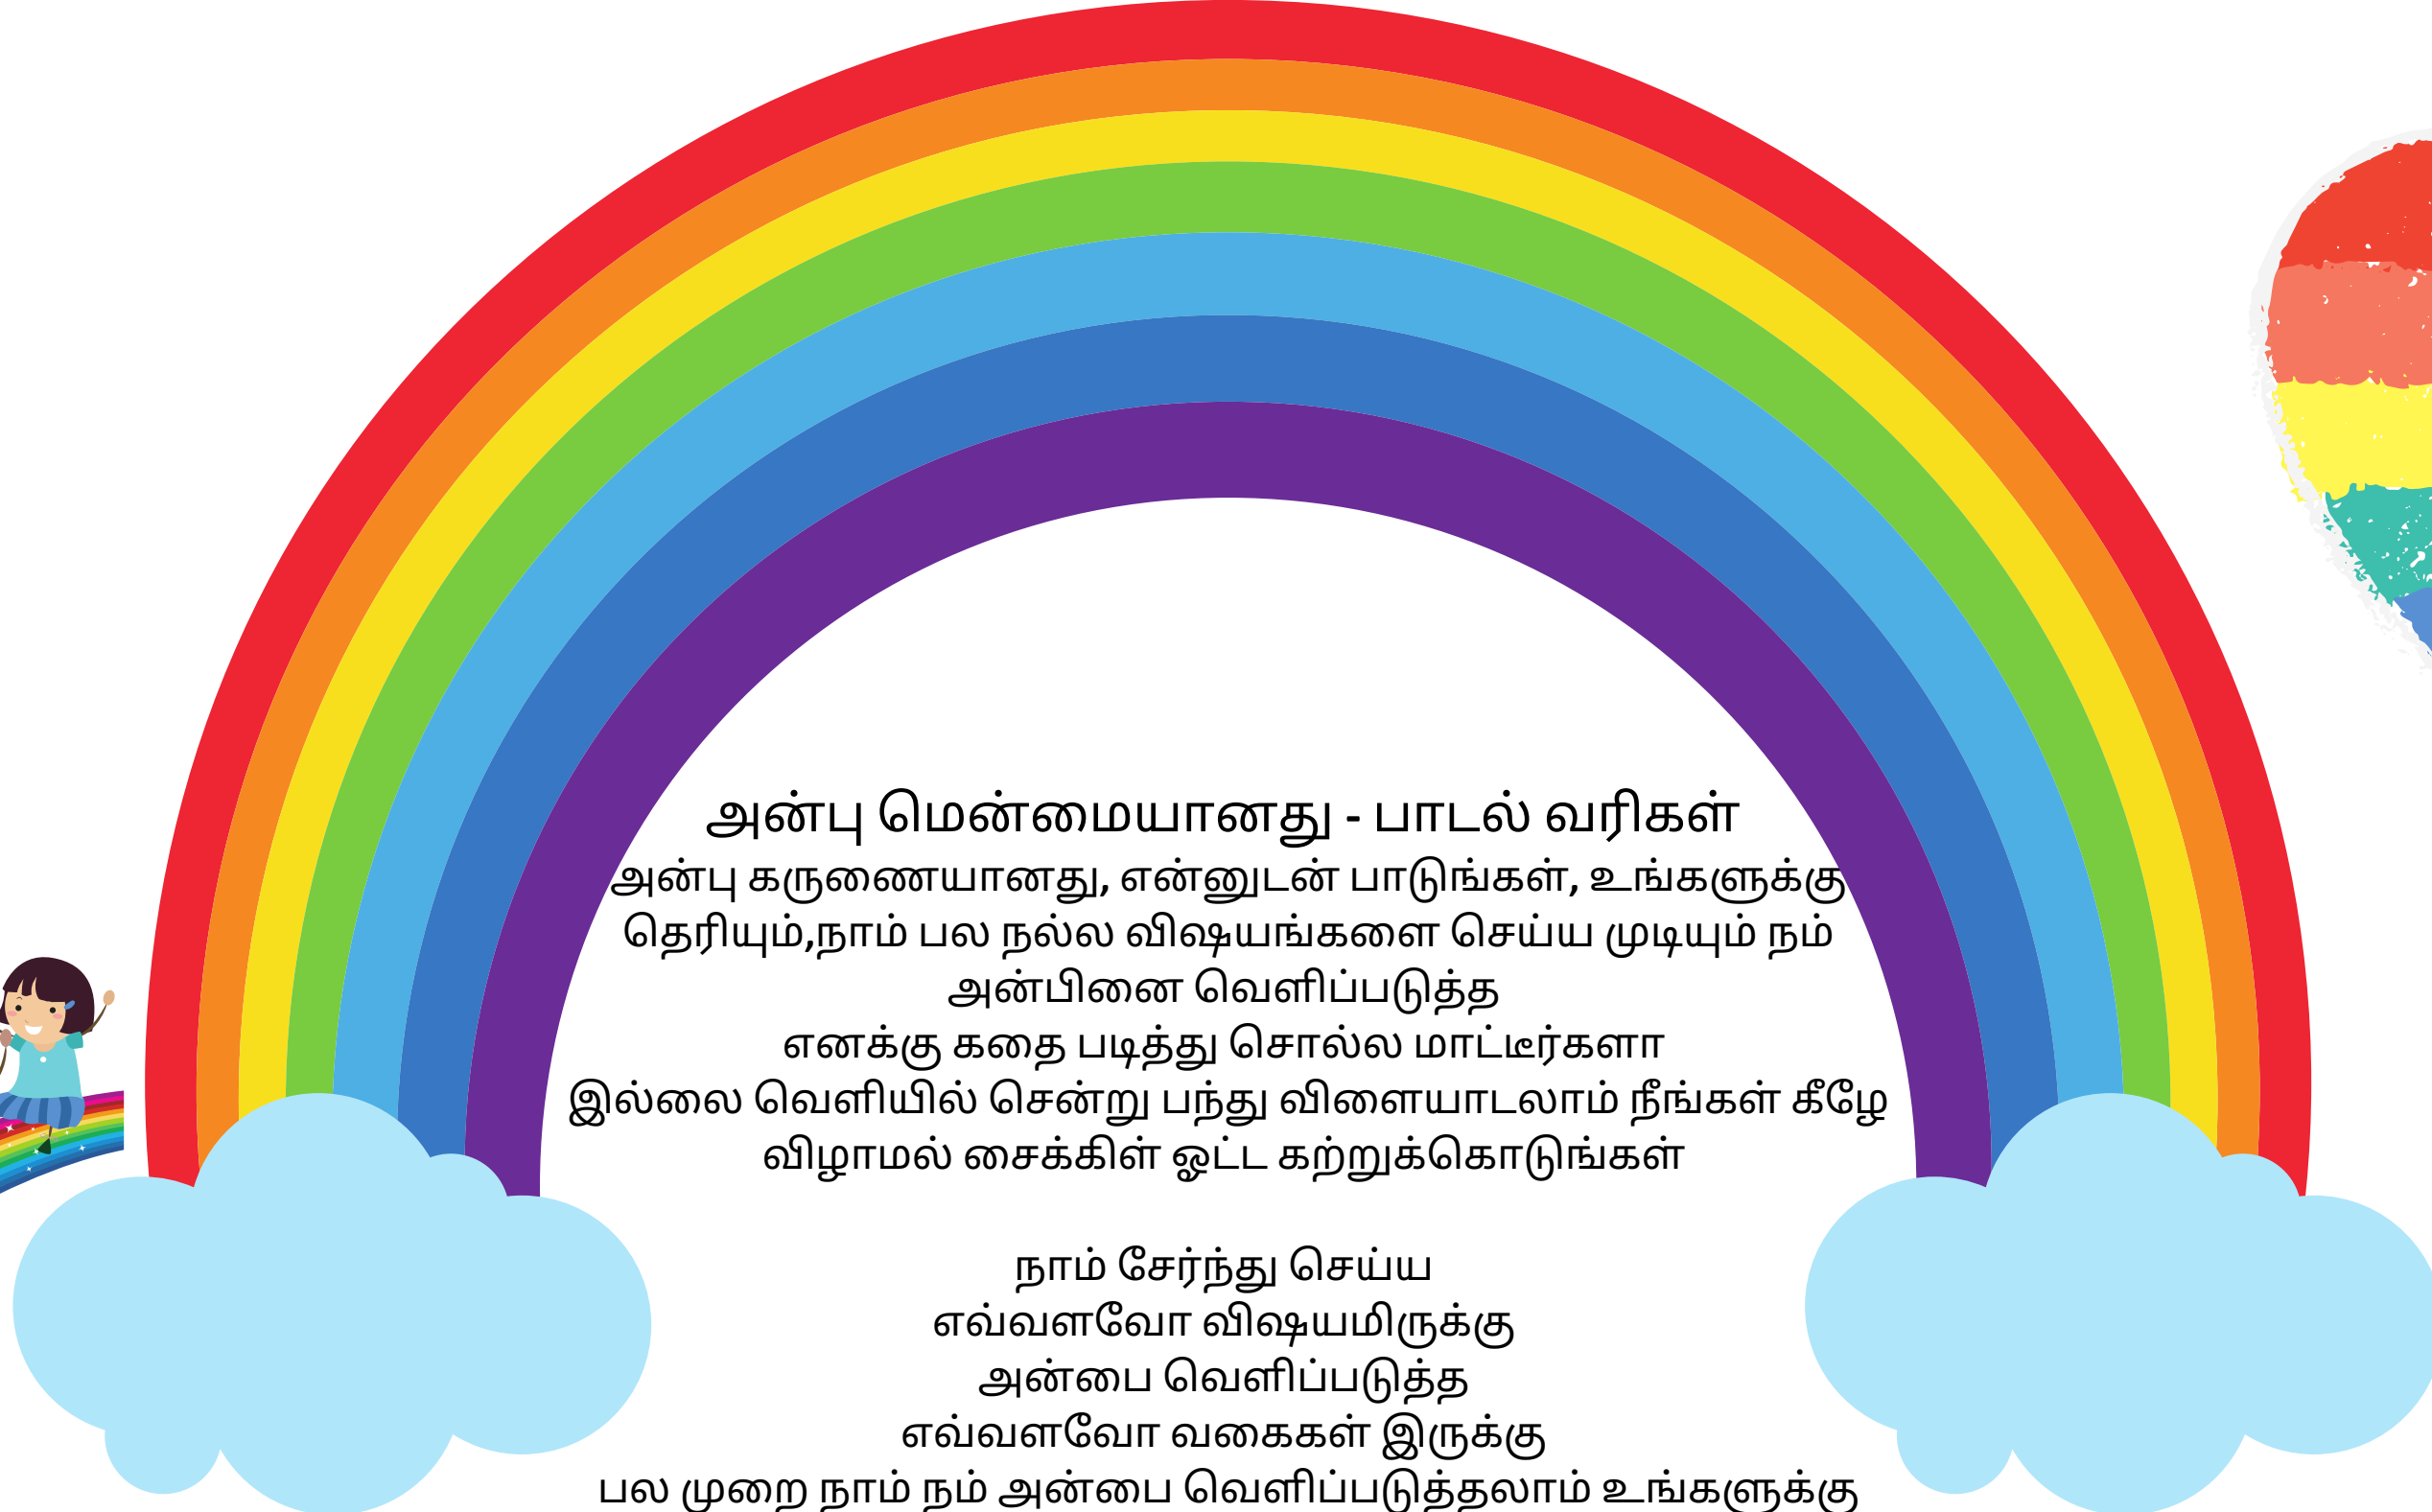 அன்பு மென்மையானது - பாடல் வரிகள்
அன்பு கருணையானது, என்னுடன் பாடுங்கள், உங்களுக்கு
தெரியும்,நாம் பல நல்ல விஷயங்களை செய்ய முடியும் நம்
அன்பினை வெளிப்படுத்த
எனக்கு கதை படித்து சொல்ல மாட்டீர்களா
இல்லை வெளியில் சென்று பந்து விளையாடலாம் நீங்கள் கீழே
விழாமல் சைக்கிள் ஓட்ட கற்றுக்கொடுங்கள்
நாம் சேர்ந்து செய்ய
எவ்வளவோ விஷயமிருக்கு
அன்பை வெளிப்படுத்த
எவ்வளவோ வகைகள் இருக்கு
பல முறை நாம் நம் அன்பை வெளிப்படுத்தலாம் உங்களுக்கு